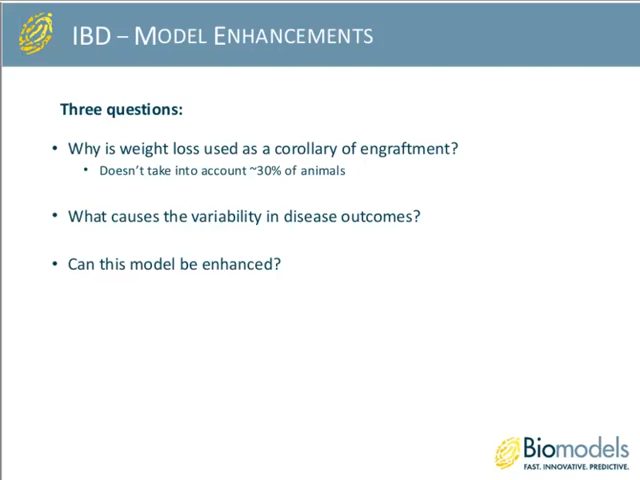 IBD – MODEL ENHANCEMENTS
Three questions:
• Why is weight loss used as a corollary of engraftment?
• Doesn't take into account ~30% of animals
• What causes the variability in disease outcomes?
• Can this model be enhanced?
Biomodels
FAST. INNOVATIVE. PREDICTIVE.